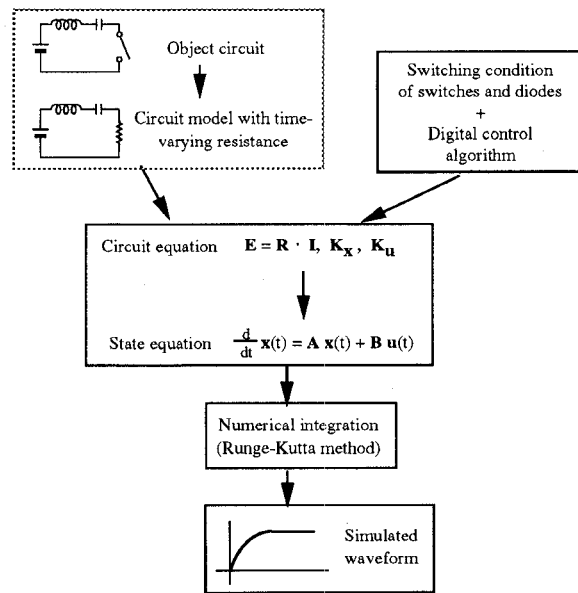 Object circuit
Circuit model with time-
varying resistance
Switching condition
of switches and diodes
+
Digital control
algorithm
Circuit equation E = R · I, Kx , Ku
State equation d/dt x(t) = A x(t) + B u(t)
Numerical integration
(Runge-Kutta method)
Simulated
waveform